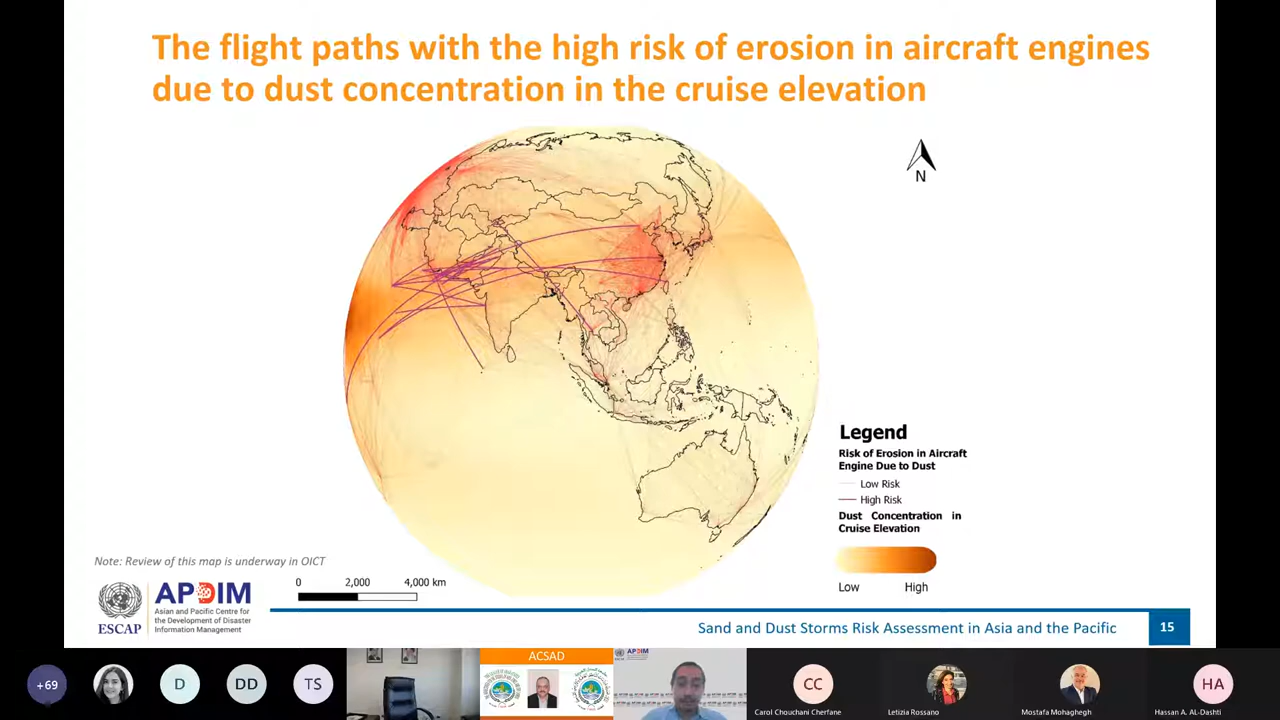 The flight paths with the high risk of erosion in aircraft engines
due to dust concentration in the cruise elevation
N
Legend
Risk of Erosion in Aircraft
Engine Due to Dust
Low Risk
High Risk
Dust Concentration in
Cruise Elevation
Low High
Note: Review of this map is underway in OICT
0 2,000 4,000 km
ESCAP
APDIM
Asian and Pacific Centre for
the Development of Disaster
Information Management
Sand and Dust Storms Risk Assessment in Asia and the Pacific
15
+69
D
DD
TS
ACSAD
APDIM
CC
Carol Chouchani Cherfane
Letizia Rossano
Mostafa Mohaghegh
HA
Hassan A. AL-Dashti